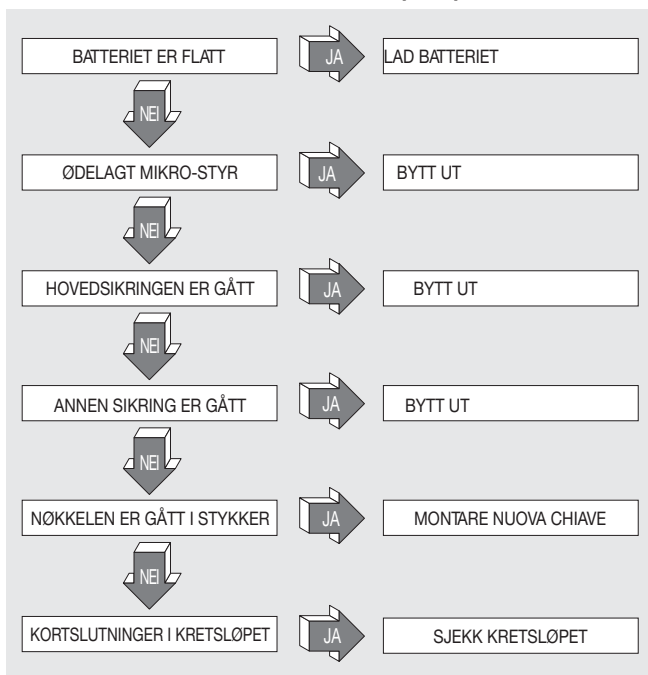 BATTERIET ER FLATT JA LAD BATTERIET
NEI
ØDELAGT MIKRO-STYR JA BYTT UT
NEI
HOVEDSIKRINGEN ER GÅTT JA BYTT UT
NEI
ANNEN SIKRING ER GÅTT JA BYTT UT
NEI
NØKKELEN ER GÅTT I STYKKER JA MONTARE NUOVA CHIAVE
NEI
KORTSLUTNINGER I KRETSLØPET JA SJEKK KRETSLØPET